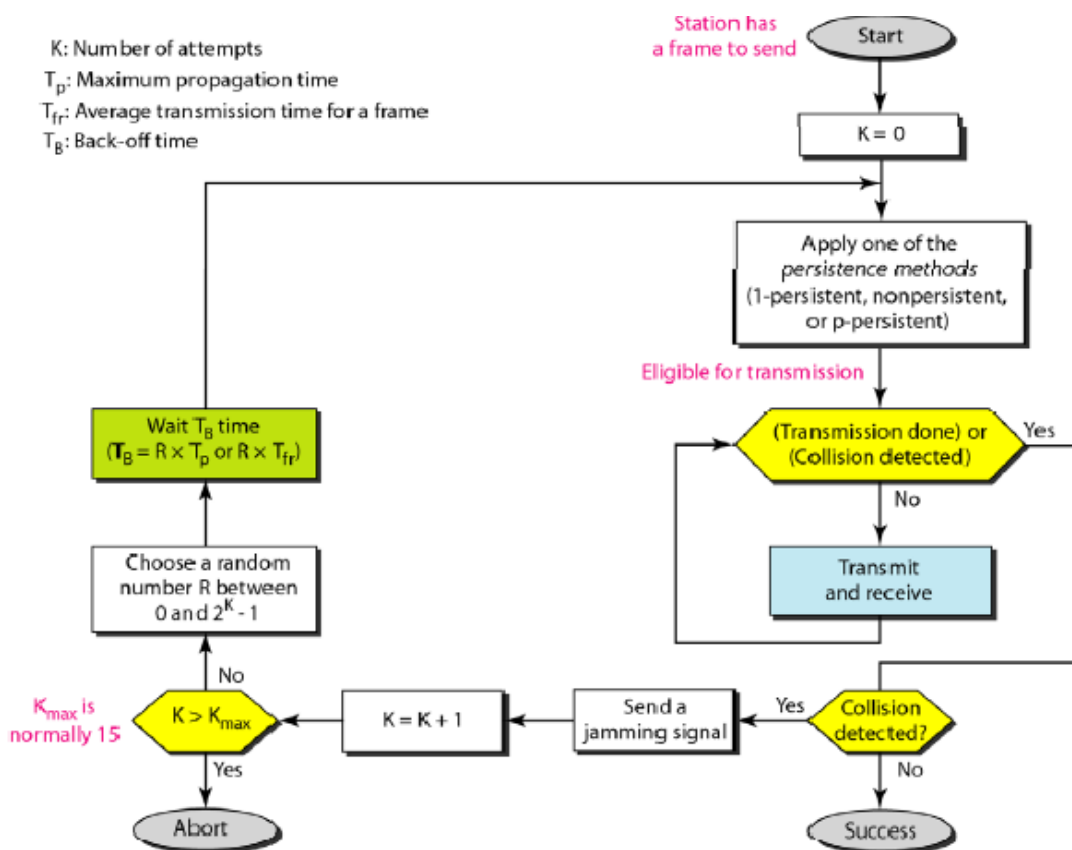 K: Number of attempts
Tp: Maximum propagation time
Tfr: Average transmission time for a frame
TB: Back-off time
Station has
a frame to send
Start
K = 0
Apply one of the
persistence methods
(1-persistent, nonpersistent,
or p-persistent)
Eligible for transmission
(Transmission done) or
(Collision detected)
Yes
No
Transmit
and receive
Collision
detected?
Yes
No
Success
Send a
jamming signal
K = K + 1
K > Kmax
Kmax is
normally 15
Yes
Abort
No
Choose a random
number R between
0 and 2^K - 1
Wait TB time
(TB = R × Tp or R × Tfr)